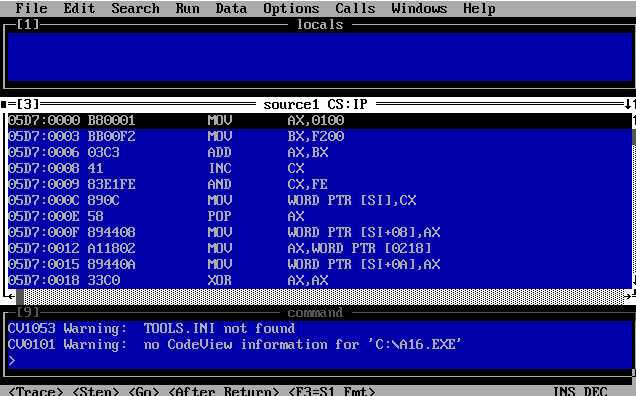 File Edit Search Run Data Options Calls Windows Help
[1] locals
[3] source1 CS:IP
05D7:0000 B80001 MOV AX,0100
05D7:0003 BB00F2 MOV BX,F200
05D7:0006 03C3 ADD AX,BX
05D7:0008 41 INC CX
05D7:0009 83E1FE AND CX,FE
05D7:000C 890C MOV WORD PTR [SI],CX
05D7:000E 58 POP AX
05D7:000F 894408 MOV WORD PTR [SI+08],AX
05D7:0012 A11802 MOV AX,WORD PTR [0218]
05D7:0015 89440A MOV WORD PTR [SI+0A],AX
05D7:0018 33C0 XOR AX,AX
[9] command
CV1053 Warning: TOOLS.INI not found
CV0101 Warning: no CodeView information for 'C:\A16.EXE'
>
<Trace> <Step> <Go> <After Return> <F3=S1 Fmt> INS DEC